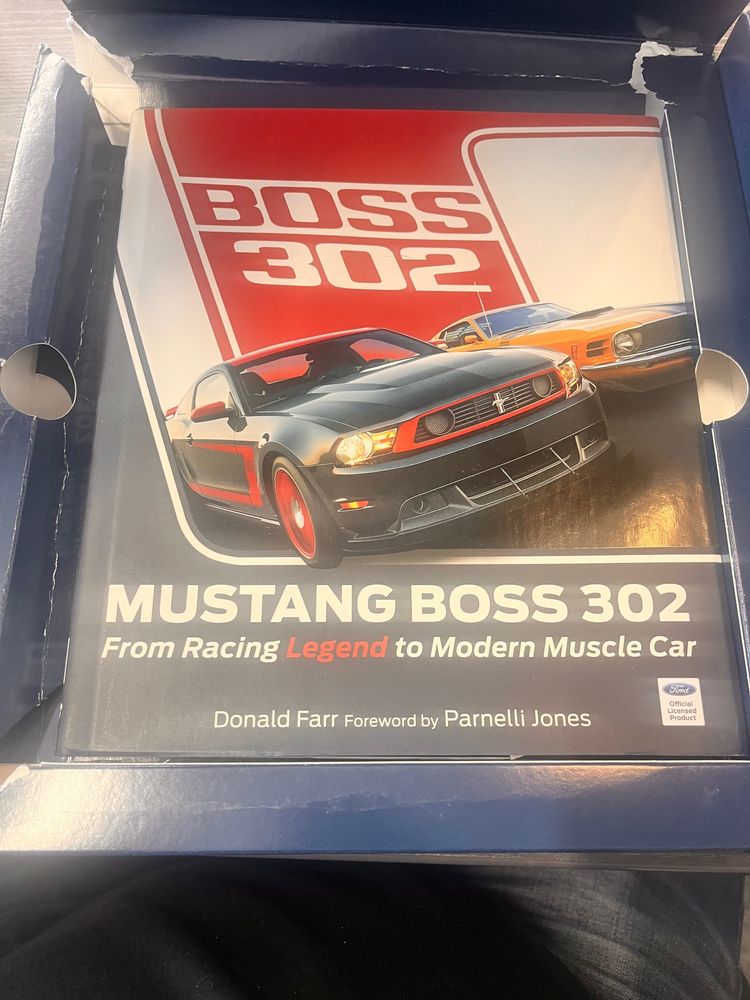 BOSS
302
MUSTANG BOSS 302
From Racing Legend to Modern Muscle Car
Donald Farr Foreword by Parnelli Jones
Ford
Official
Licensed
Product